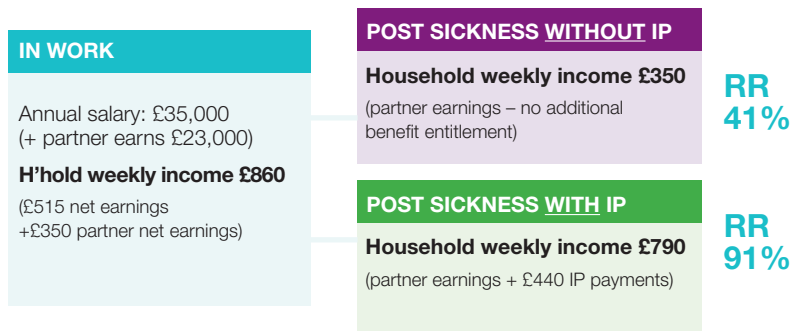 IN WORK
Annual salary: £35,000
(+ partner earns £23,000)
H'hold weekly income £860
(£515 net earnings
+£350 partner net earnings)
POST SICKNESS WITHOUT IP
Household weekly income £350
(partner earnings – no additional
benefit entitlement)
RR
41%
POST SICKNESS WITH IP
Household weekly income £790
(partner earnings + £440 IP payments)
RR
91%